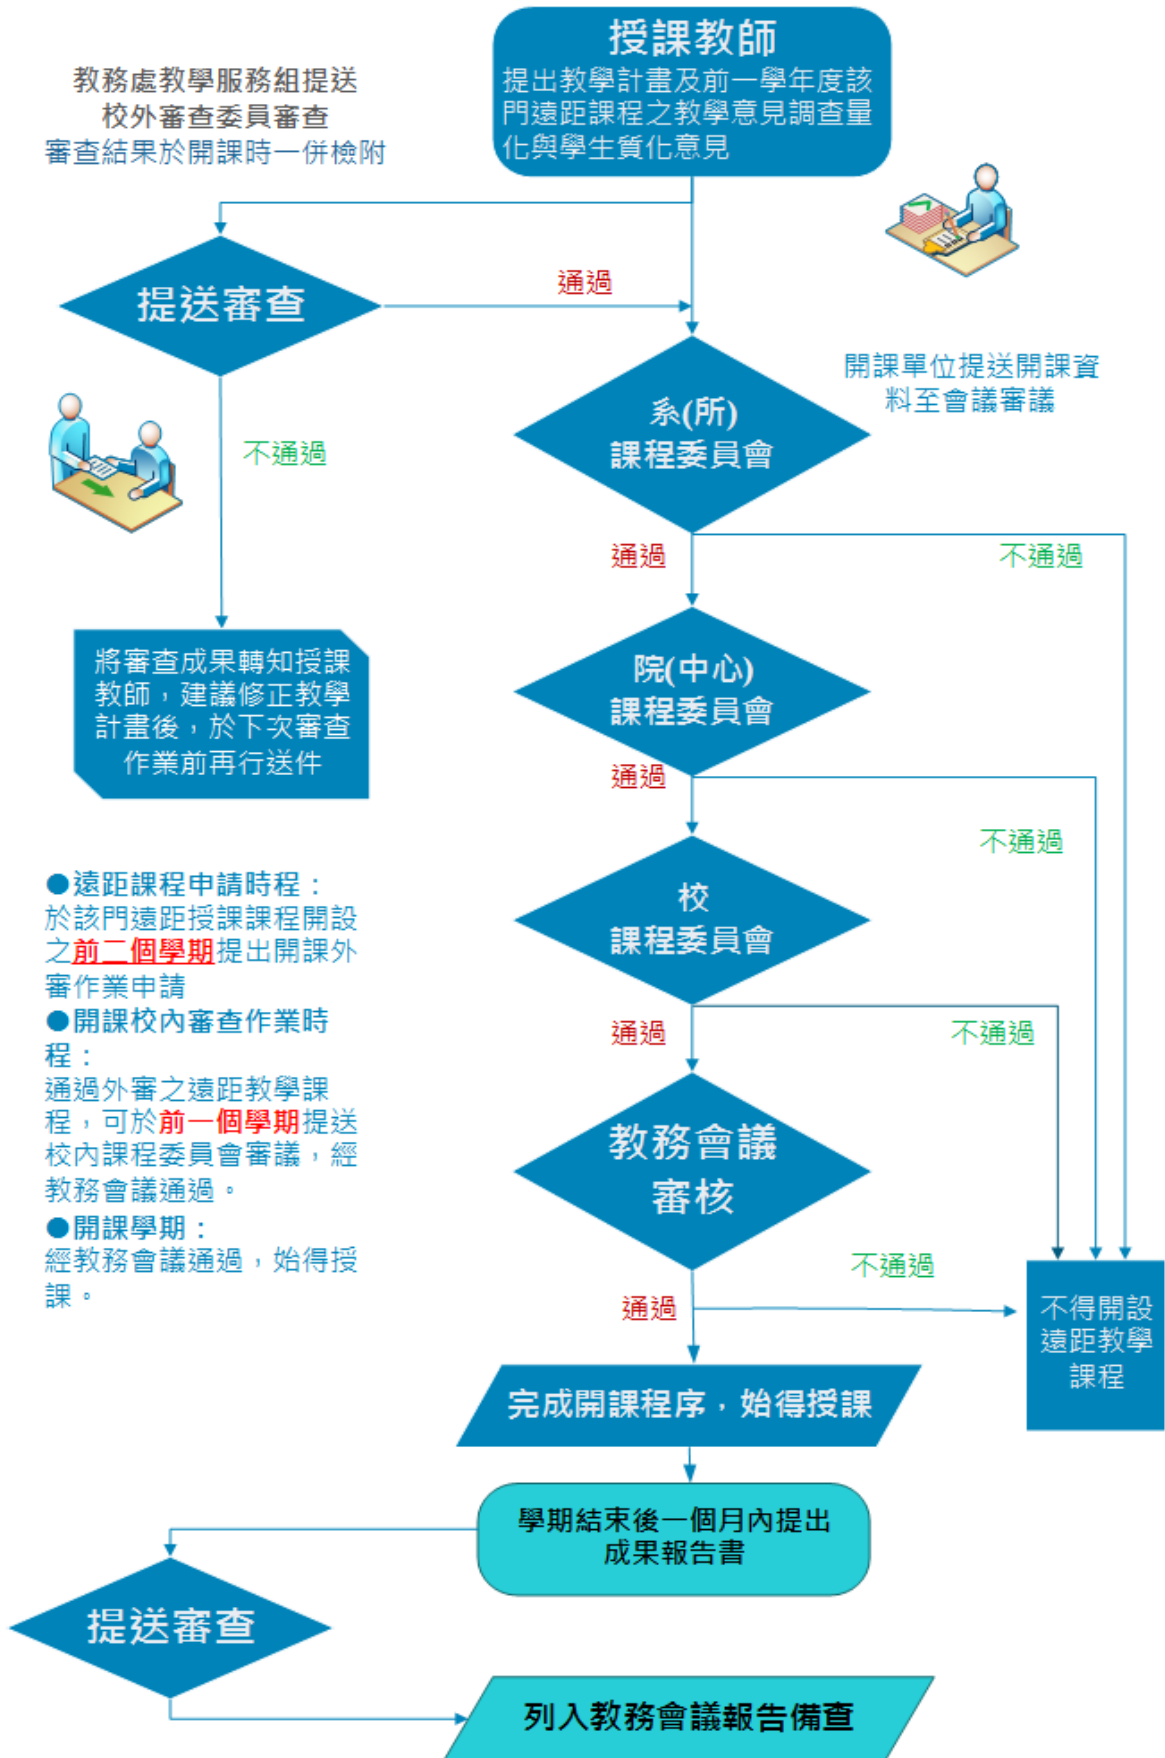 授課教師
提出教學計畫及前一學年度該
門遠距課程之教學意見調查量
化與學生質化意見
教務處教學服務組提送
校外審查委員審查
審查結果於開課時一併檢附
提送審查
通過
開課單位提送開課資
料至會議審議
系(所)
課程委員會
不通過
通過
不通過
將審查成果轉知授課
教師，建議修正教學
計畫後，於下次審查
作業前再行送件
院(中心)
課程委員會
通過
不通過
校
課程委員會
●遠距課程申請時程：
於該門遠距授課課程開設
之前二個學期提出開課外
審作業申請
●開課校內審查作業時
程：
通過外審之遠距教學課
程，可於前一個學期提送
校內課程委員會審議，經
教務會議通過。
●開課學期：
經教務會議通過，始得授
課。
通過
不通過
教務會議
審核
不通過
通過
不得開設
遠距教學
課程
完成開課程序，始得授課
學期結束後一個月內提出
成果報告書
提送審查
列入教務會議報告備查